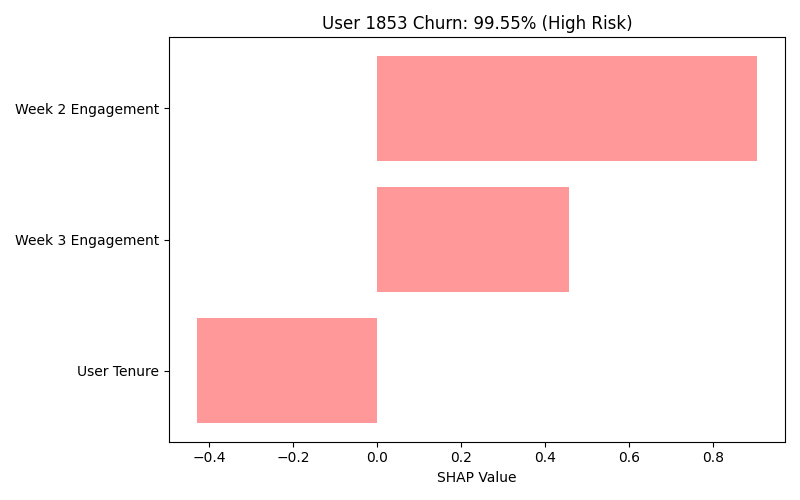 User 1853 Churn: 99.55% (High Risk)
Week 2 Engagement
Week 3 Engagement
User Tenure
−0.4 −0.2 0.0 0.2 0.4 0.6 0.8
SHAP Value